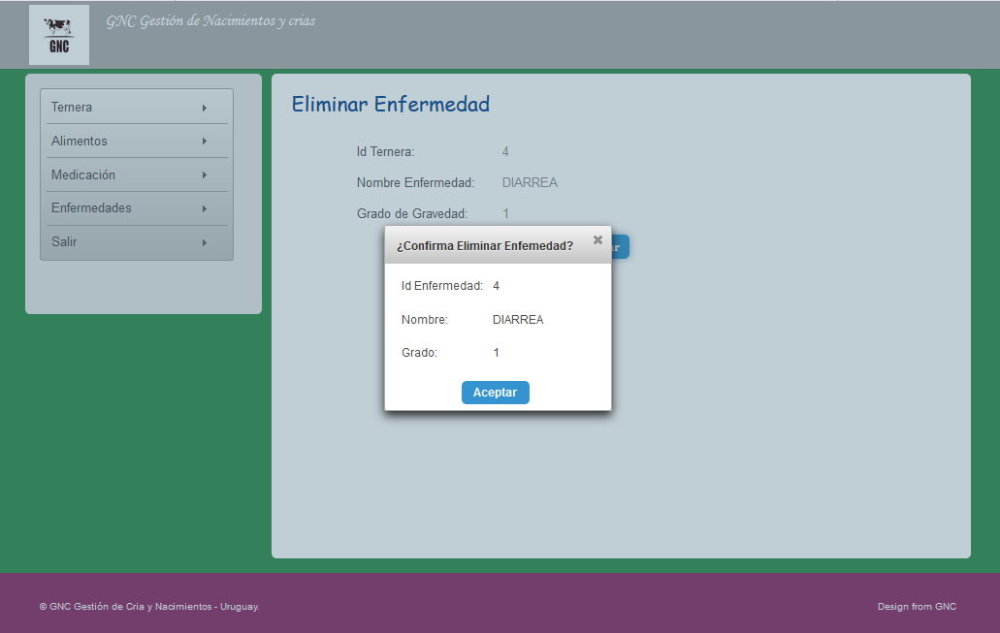 GNC Gestión de Nacimientos y crias
GNC
Ternera
Alimentos
Medicación
Enfermedades
Salir
Eliminar Enfermedad
Id Ternera: 4
Nombre Enfermedad: DIARREA
Grado de Gravedad: 1
¿Confirma Eliminar Enfemedad?
Id Enfermedad: 4
Nombre: DIARREA
Grado: 1
Aceptar
© GNC Gestión de Cria y Nacimientos - Uruguay.
Design from GNC